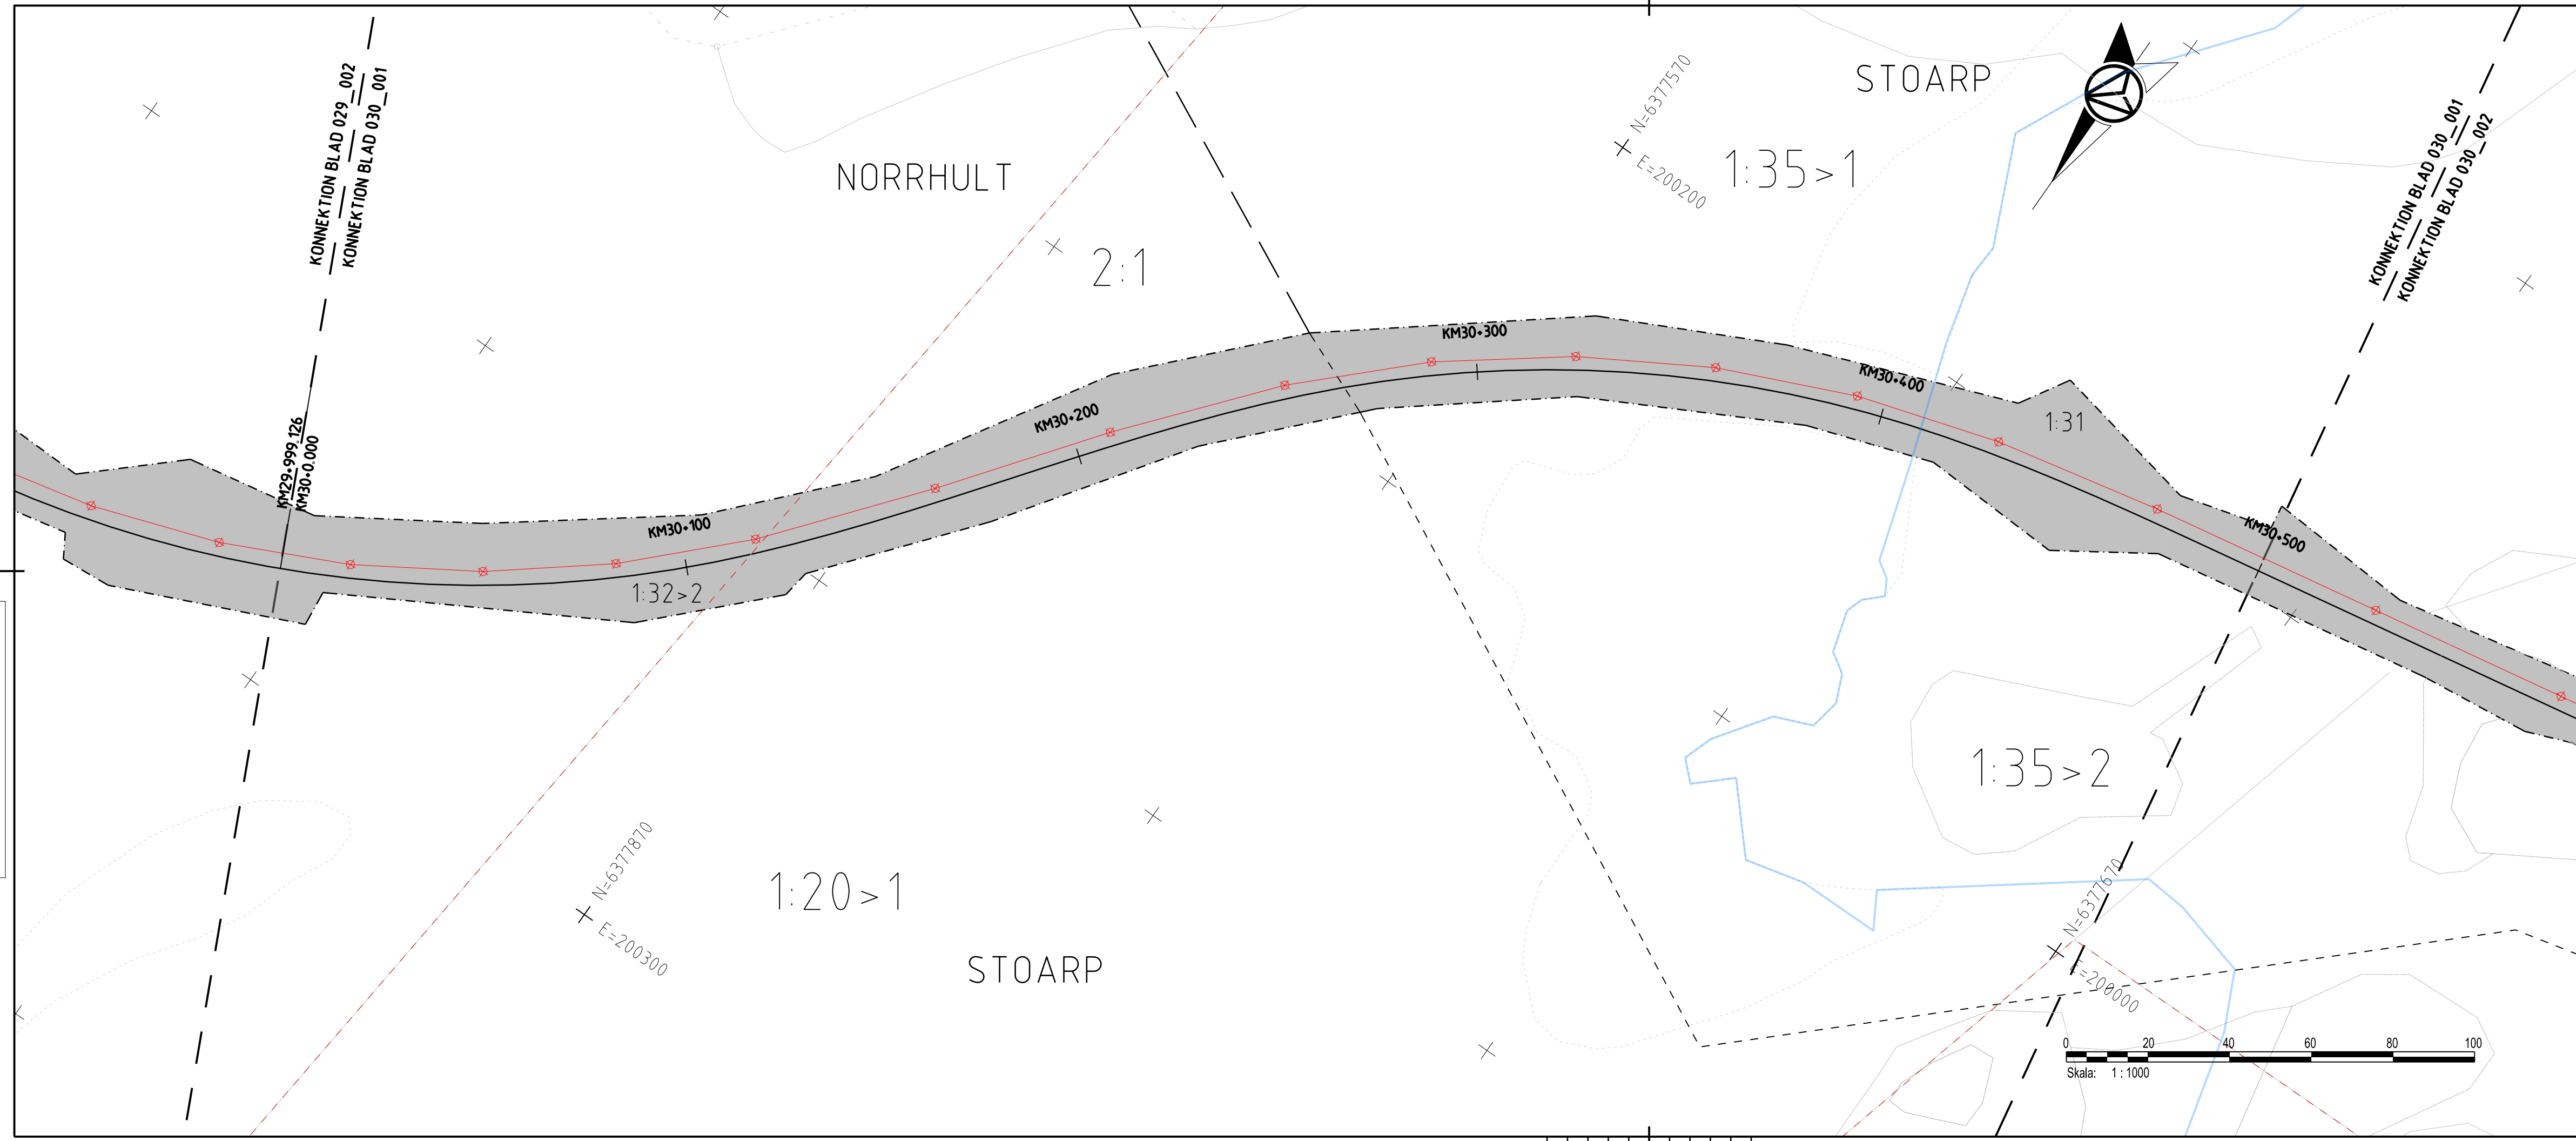 KONNEKTION BLAD 029_002
KONNEKTION BLAD 030_001
NORRHULT
2:1
N=6377570
E=200200
STOARP
1:35>1
KONNEKTION BLAD 030_001
KONNEKTION BLAD 030_002
KM29+999.126
KM30+0.000
KM30+100
KM30+200
KM30+300
KM30+400
KM30+500
1:31
1:32>2
1:35>2
N=6377870
E=200300
1:20>1
STOARP
N=6377670
E=200000
0 20 40 60 80 100
Skala: 1 : 1000